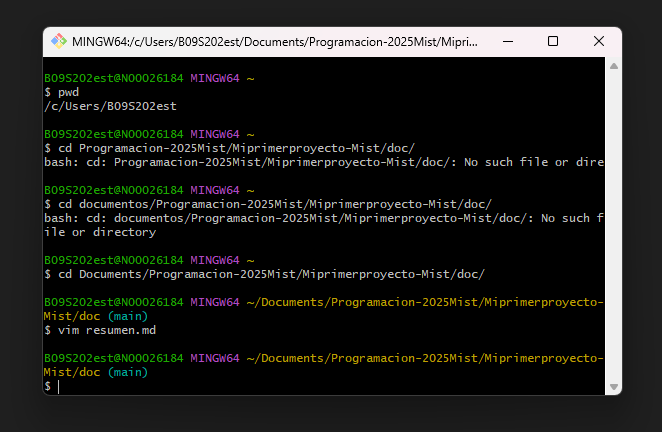 MINGW64:/c/Users/B09S202est/Documents/Programacion-2025Mist/Mipri...
B09S202est@N00026184 MINGW64 ~
$ pwd
/c/Users/B09S202est
B09S202est@N00026184 MINGW64 ~
$ cd Programacion-2025Mist/Miprimerproyecto-Mist/doc/
bash: cd: Programacion-2025Mist/Miprimerproyecto-Mist/doc/: No such file or dire
B09S202est@N00026184 MINGW64 ~
$ cd documentos/Programacion-2025Mist/Miprimerproyecto-Mist/doc/
bash: cd: documentos/Programacion-2025Mist/Miprimerproyecto-Mist/doc/: No such f
ile or directory
B09S202est@N00026184 MINGW64 ~
$ cd Documents/Programacion-2025Mist/Miprimerproyecto-Mist/doc/
B09S202est@N00026184 MINGW64 ~/Documents/Programacion-2025Mist/Miprimerproyecto-
Mist/doc (main)
$ vim resumen.md
B09S202est@N00026184 MINGW64 ~/Documents/Programacion-2025Mist/Miprimerproyecto-
Mist/doc (main)
$